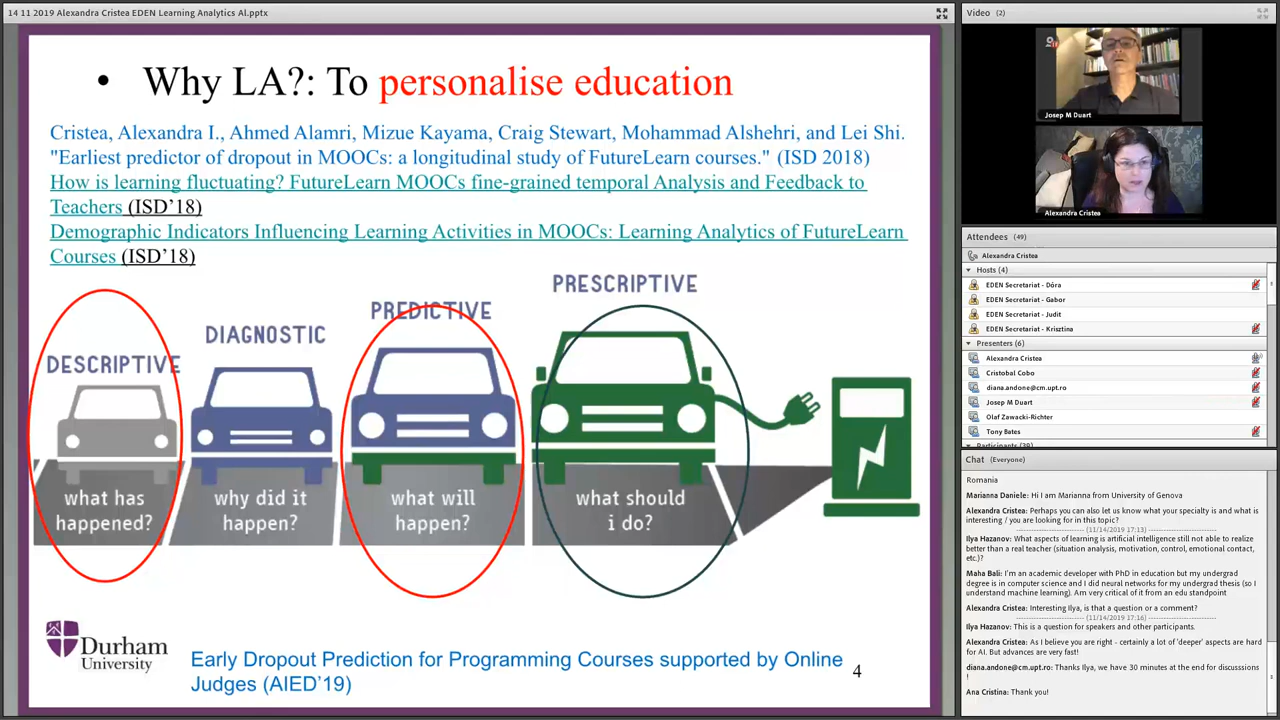 14 11 2019 Alexandra Cristea EDEN Learning Analytics AI.pptx
• Why LA?: To personalise education
Cristea, Alexandra I., Ahmed Alamri, Mizue Kayama, Craig Stewart, Mohammad Alshehri, and Lei Shi.
"Earliest predictor of dropout in MOOCs: a longitudinal study of FutureLearn courses." (ISD 2018)
How is learning fluctuating? FutureLearn MOOCs fine-grained temporal Analysis and Feedback to
Teachers (ISD'18)
Demographic Indicators Influencing Learning Activities in MOOCs: Learning Analytics of FutureLearn
Courses (ISD'18)
DESCRIPTIVE
DIAGNOSTIC
PREDICTIVE
PRESCRIPTIVE
what has
happened?
why did it
happen?
what will
happen?
what should
i do?
Durham
University
Early Dropout Prediction for Programming Courses supported by Online
Judges (AIED'19)
4
Video (2)
Josep M Duart
Alexandra Cristea
Attendees (49)
Alexandra Cristea
Hosts (4)
EDEN Secretariat - Dóra
EDEN Secretariat - Gabor
EDEN Secretariat - Judit
EDEN Secretariat - Krisztina
Presenters (6)
Alexandra Cristea
Cristobal Cobo
diana.andone@cm.upt.ro
Josep M Duart
Olaf Zawacki-Richter
Tony Bates
Participants (39)
Chat (Everyone)
Romania
Marianna Daniele: Hi I am Marianna from University of Genova
Alexandra Cristea: Perhaps you can also let us know what your specialty is and what is
interesting / you are looking for in this topic?
(11/14/2019 17:13)
Ilya Hazanov: What aspects of learning is artificial intelligence still not able to realize
better than a real teacher (situation analysis, motivation, control, emotional contact,
etc.)?
Maha Bali: I'm an academic developer with PhD in education but my undergrad
degree is in computer science and I did neural networks for my undergrad thesis (so I
understand machine learning). Am very critical of it from an edu standpoint
Alexandra Cristea: Interesting Ilya, is that a question or a comment?
(11/14/2019 17:16)
Ilya Hazanov: This is a question for speakers and other participants.
Alexandra Cristea: As I believe you are right - certainly a lot of 'deeper' aspects are hard
for AI. But advances are very fast!
diana.andone@cm.upt.ro: Thanks Ilya, we have 30 minutes at the end for discusssions
!
Ana Cristina: Thank you!